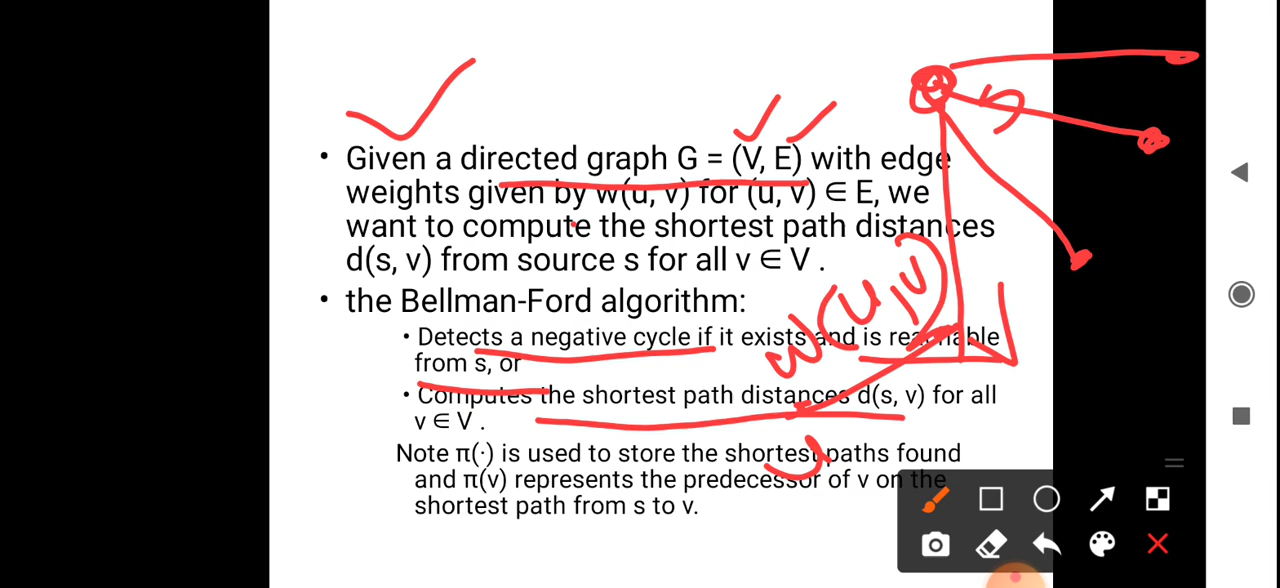 • Given a directed graph G = (V, E) with edge
weights given by w(u, v) for (u, v) ∈ E, we
want to compute the shortest path distances
d(s, v) from source s for all v ∈ V .
• the Bellman-Ford algorithm:
• Detects a negative cycle if it exists and is reachable
from s, or
• Computes the shortest path distances d(s, v) for all
v ∈ V .
Note π(·) is used to store the shortest paths found
and π(v) represents the predecessor of v on the
shortest path from s to v.
s
w(u,v)
u